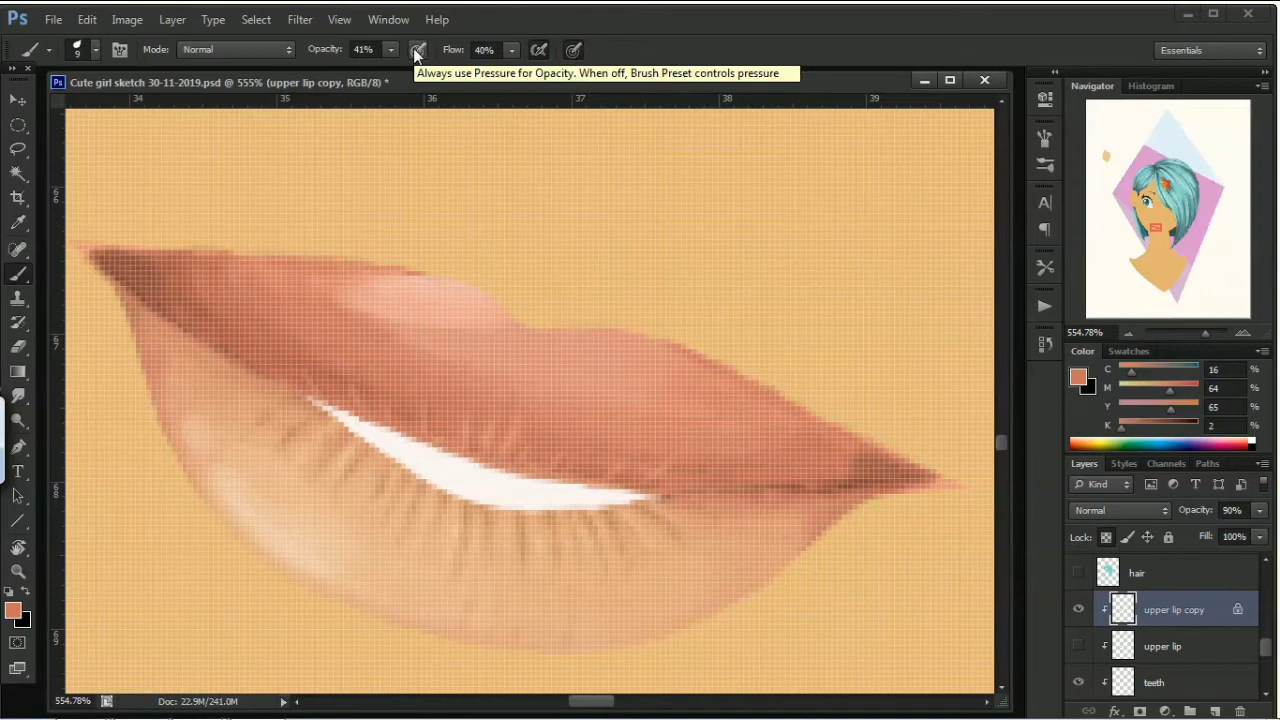 Ps File Edit Image Layer Type Select Filter View Window Help
9 Mode: Normal Opacity: 41% Flow: 40% Essentials
Always use Pressure for Opacity. When off, Brush Preset controls pressure
Ps Cute girl sketch 30-11-2019.psd @ 555% (upper lip copy, RGB/8) *
Navigator Histogram
34 35 36 37 38 39
554.78%
Color Swatches
C 16 %
M 64 %
Y 65 %
K 2 %
Layers Styles Channels Paths
Kind
Normal Opacity: 90%
Lock: Fill: 100%
hair
upper lip copy
upper lip
teeth
fx
554.78% Doc: 22.9M/241.0M